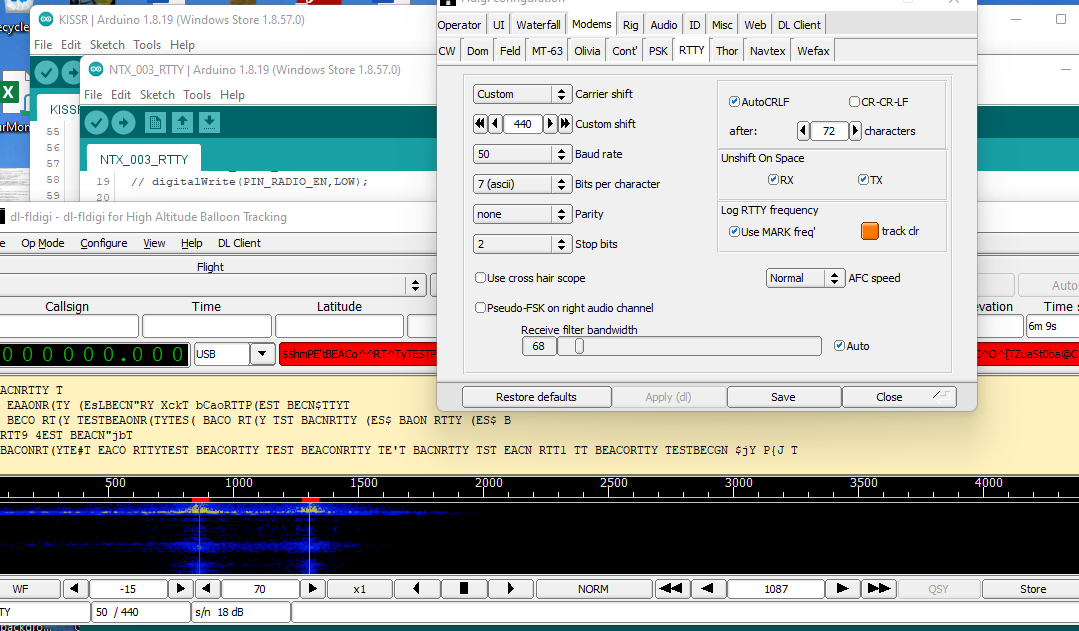 KISSR | Arduino 1.8.19 (Windows Store 1.8.57.0)
File Edit Sketch Tools Help
NTX_003_RTTY | Arduino 1.8.19 (Windows Store 1.8.57.0)
File Edit Sketch Tools Help
NTX_003_RTTY
55
56
57
58
59
19 // digitalWrite(PIN_RADIO_EN,LOW);
20
Fldigi configuration
Operator UI Waterfall Modems Rig Audio ID Misc Web DL Client
CW Dom Feld MT-63 Olivia Cont' PSK RTTY Thor Navtex Wefax
Custom Carrier shift
440 Custom shift
50 Baud rate
7 (ascii) Bits per character
none Parity
2 Stop bits
AutoCRLF CR-CR-LF
after: 72 characters
Unshift On Space
RX TX
Log RTTY frequency
Use MARK freq' track clr
Use cross hair scope
Normal AFC speed
Pseudo-FSK on right audio channel
Receive filter bandwidth
68 Auto
Restore defaults Apply (dl) Save Close
dl-fldigi - dl-fldigi for High Altitude Balloon Tracking
Op Mode Configure View Help DL Client
Flight
Auto
Callsign Time Latitude
vation Time s
6m 9s
000000.000 USB
ACNRTTY T
EAAONR(TY (EsLBECN"RY XckT bCaoRTTP(EST BECN$TTYT
BECO RT(Y TESTBEAONR(TYTES( BACO RT(Y TST BACNRTTY (ES$ BAON RTTY (ES$ B
RTT9 4EST BEACN"jbT
BACONRT(YTE#T EACO RTTYTEST BEACORTTY TEST BEACONRTTY TE'T BACNRTTY TST EACN RTT1 TT BEACORTTY TESTBECGN $jY P{J T
500 1000 1500 2000 2500 3000 3500 4000
WF -15 70 x1 NORM 1087 QSY Store
TY 50 / 440 s/n 18 dB